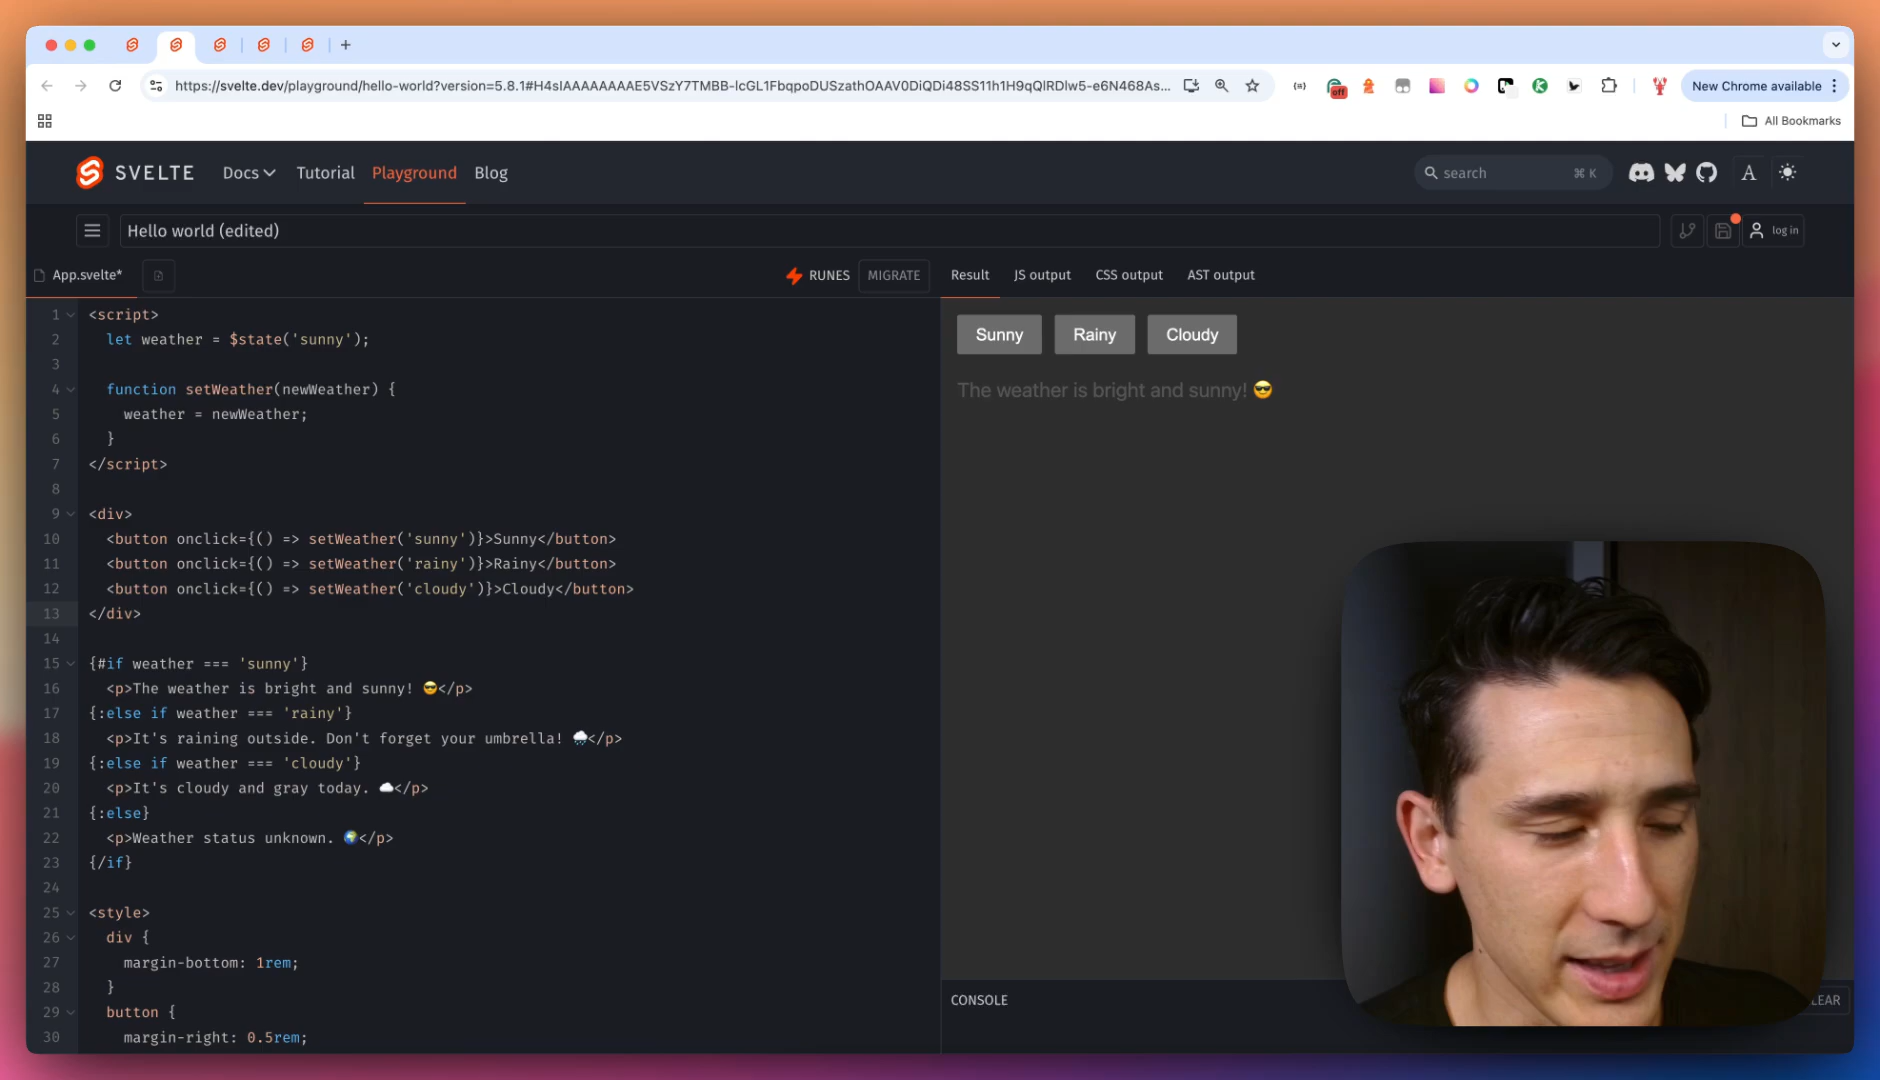 https://svelte.dev/playground/hello-world?version=5.8.1#H4sIAAAAAAAAE5VSzY7TMBB-lcGL1FbqpoDUSzathOAAV0DiQDi48SS11h1H9qQlRDlw5-e6N468As...
off
New Chrome available
All Bookmarks
SVELTE
Docs
Tutorial
Playground
Blog
search
⌘ K
A
Hello world (edited)
log in
App.svelte*
RUNES
MIGRATE
Result
JS output
CSS output
AST output
1 <script>
2 let weather = $state('sunny');
3
4 function setWeather(newWeather) {
5 weather = newWeather;
6 }
7 </script>
8
9 <div>
10 <button onclick={() => setWeather('sunny')}>Sunny</button>
11 <button onclick={() => setWeather('rainy')}>Rainy</button>
12 <button onclick={() => setWeather('cloudy')}>Cloudy</button>
13 </div>
14
15 {#if weather === 'sunny'}
16 <p>The weather is bright and sunny! 😎</p>
17 {:else if weather === 'rainy'}
18 <p>It's raining outside. Don't forget your umbrella! 🌧️</p>
19 {:else if weather === 'cloudy'}
20 <p>It's cloudy and gray today. ☁️</p>
21 {:else}
22 <p>Weather status unknown. 🌍</p>
23 {/if}
24
25 <style>
26 div {
27 margin-bottom: 1rem;
28 }
29 button {
30 margin-right: 0.5rem;
Sunny
Rainy
Cloudy
The weather is bright and sunny! 😎
CONSOLE
LEAR